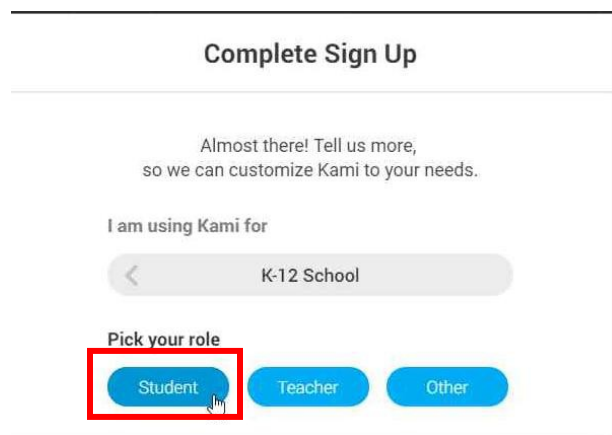 Complete Sign Up
Almost there! Tell us more,
so we can customize Kami to your needs.
I am using Kami for
K-12 School
Pick your role
Student Teacher Other